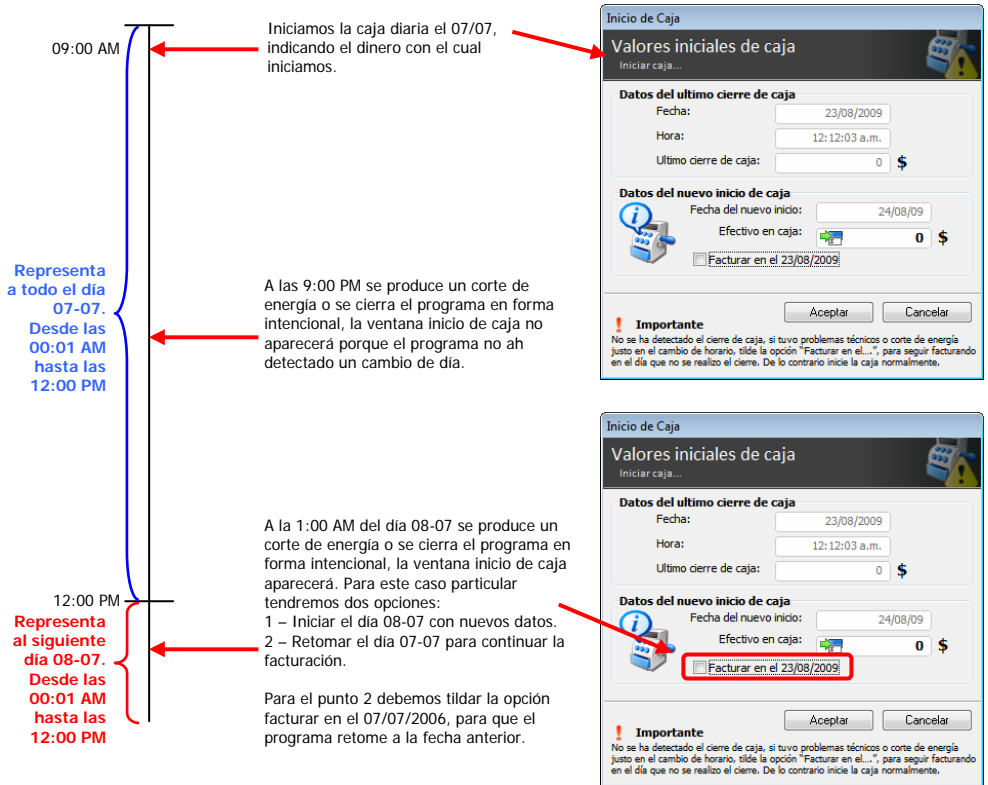 09:00 AM
Iniciamos la caja diaria el 07/07,
indicando el dinero con el cual
iniciamos.
Inicio de Caja
Valores iniciales de caja
Iniciar caja...
Datos del ultimo cierre de caja
Fecha: 23/08/2009
Hora: 12:12:03 a.m.
Ultimo cierre de caja: 0 $
Datos del nuevo inicio de caja
Fecha del nuevo inicio: 24/08/09
Efectivo en caja: 0 $
Facturar en el 23/08/2009
Aceptar Cancelar
Importante
No se ha detectado el cierre de caja, si tuvo problemas técnicos o corte de energía
justo en el cambio de horario, tilde la opción "Facturar en el....", para seguir facturando
en el día que no se realizo el cierre. De lo contrario inicie la caja normalmente.
Representa
a todo el día
07-07.
Desde las
00:01 AM
hasta las
12:00 PM
A las 9:00 PM se produce un corte de
energía o se cierra el programa en forma
intencional, la ventana inicio de caja no
aparecerá porque el programa no ah
detectado un cambio de día.
12:00 PM
Representa
al siguiente
día 08-07.
Desde las
00:01 AM
hasta las
12:00 PM
A la 1:00 AM del día 08-07 se produce un
corte de energía o se cierra el programa en
forma intencional, la ventana inicio de caja
aparecerá. Para este caso particular
tendremos dos opciones:
1 – Iniciar el día 08-07 con nuevos datos.
2 – Retomar el día 07-07 para continuar la
facturación.
Para el punto 2 debemos tildar la opción
facturar en el 07/07/2006, para que el
programa retome a la fecha anterior.
Inicio de Caja
Valores iniciales de caja
Iniciar caja...
Datos del ultimo cierre de caja
Fecha: 23/08/2009
Hora: 12:12:03 a.m.
Ultimo cierre de caja: 0 $
Datos del nuevo inicio de caja
Fecha del nuevo inicio: 24/08/09
Efectivo en caja: 0 $
Facturar en el 23/08/2009
Aceptar Cancelar
Importante
No se ha detectado el cierre de caja, si tuvo problemas técnicos o corte de energía
justo en el cambio de horario, tilde la opción "Facturar en el....", para seguir facturando
en el día que no se realizo el cierre. De lo contrario inicie la caja normalmente.